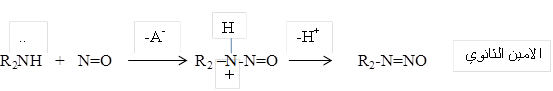 ..
R₂NH + N=O -A⁻ H
R₂ –N-N=O
+
-H⁺ R₂-N=NO الامين الثانوي